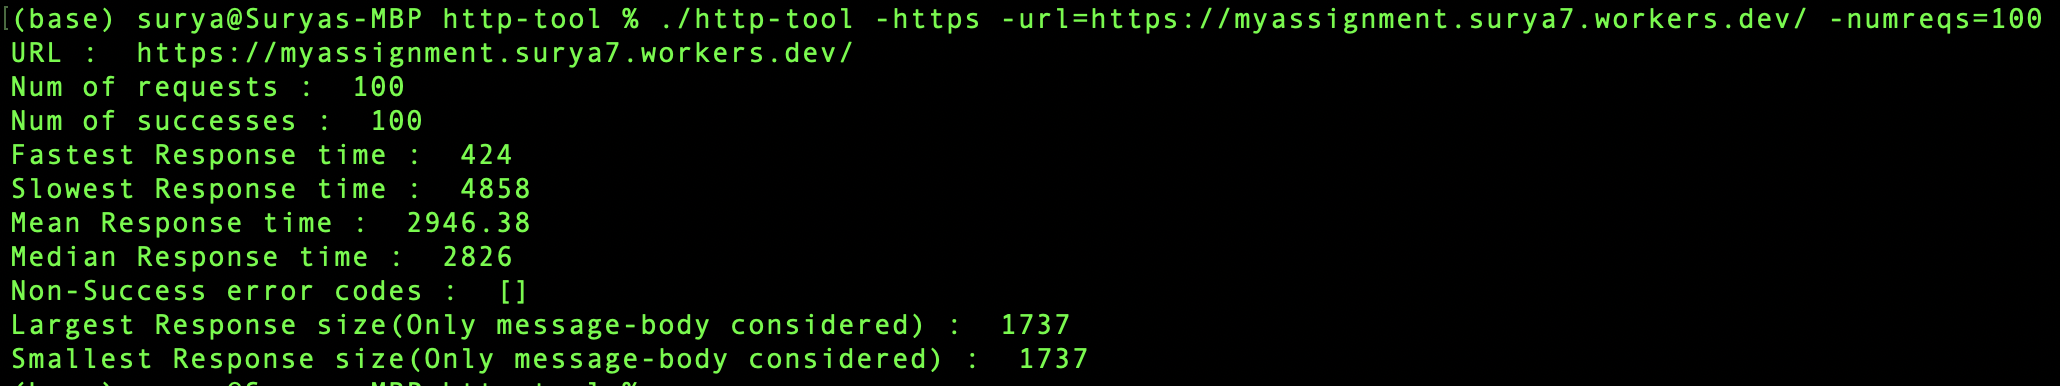 (base) surya@Suryas-MBP http-tool % ./http-tool -https -url=https://myassignment.surya7.workers.dev/ -numreqs=100
URL :  https://myassignment.surya7.workers.dev/
Num of requests :  100
Num of successes :  100
Fastest Response time :  424
Slowest Response time :  4858
Mean Response time :  2946.38
Median Response time :  2826
Non-Success error codes :  []
Largest Response size(Only message-body considered) :  1737
Smallest Response size(Only message-body considered) :  1737